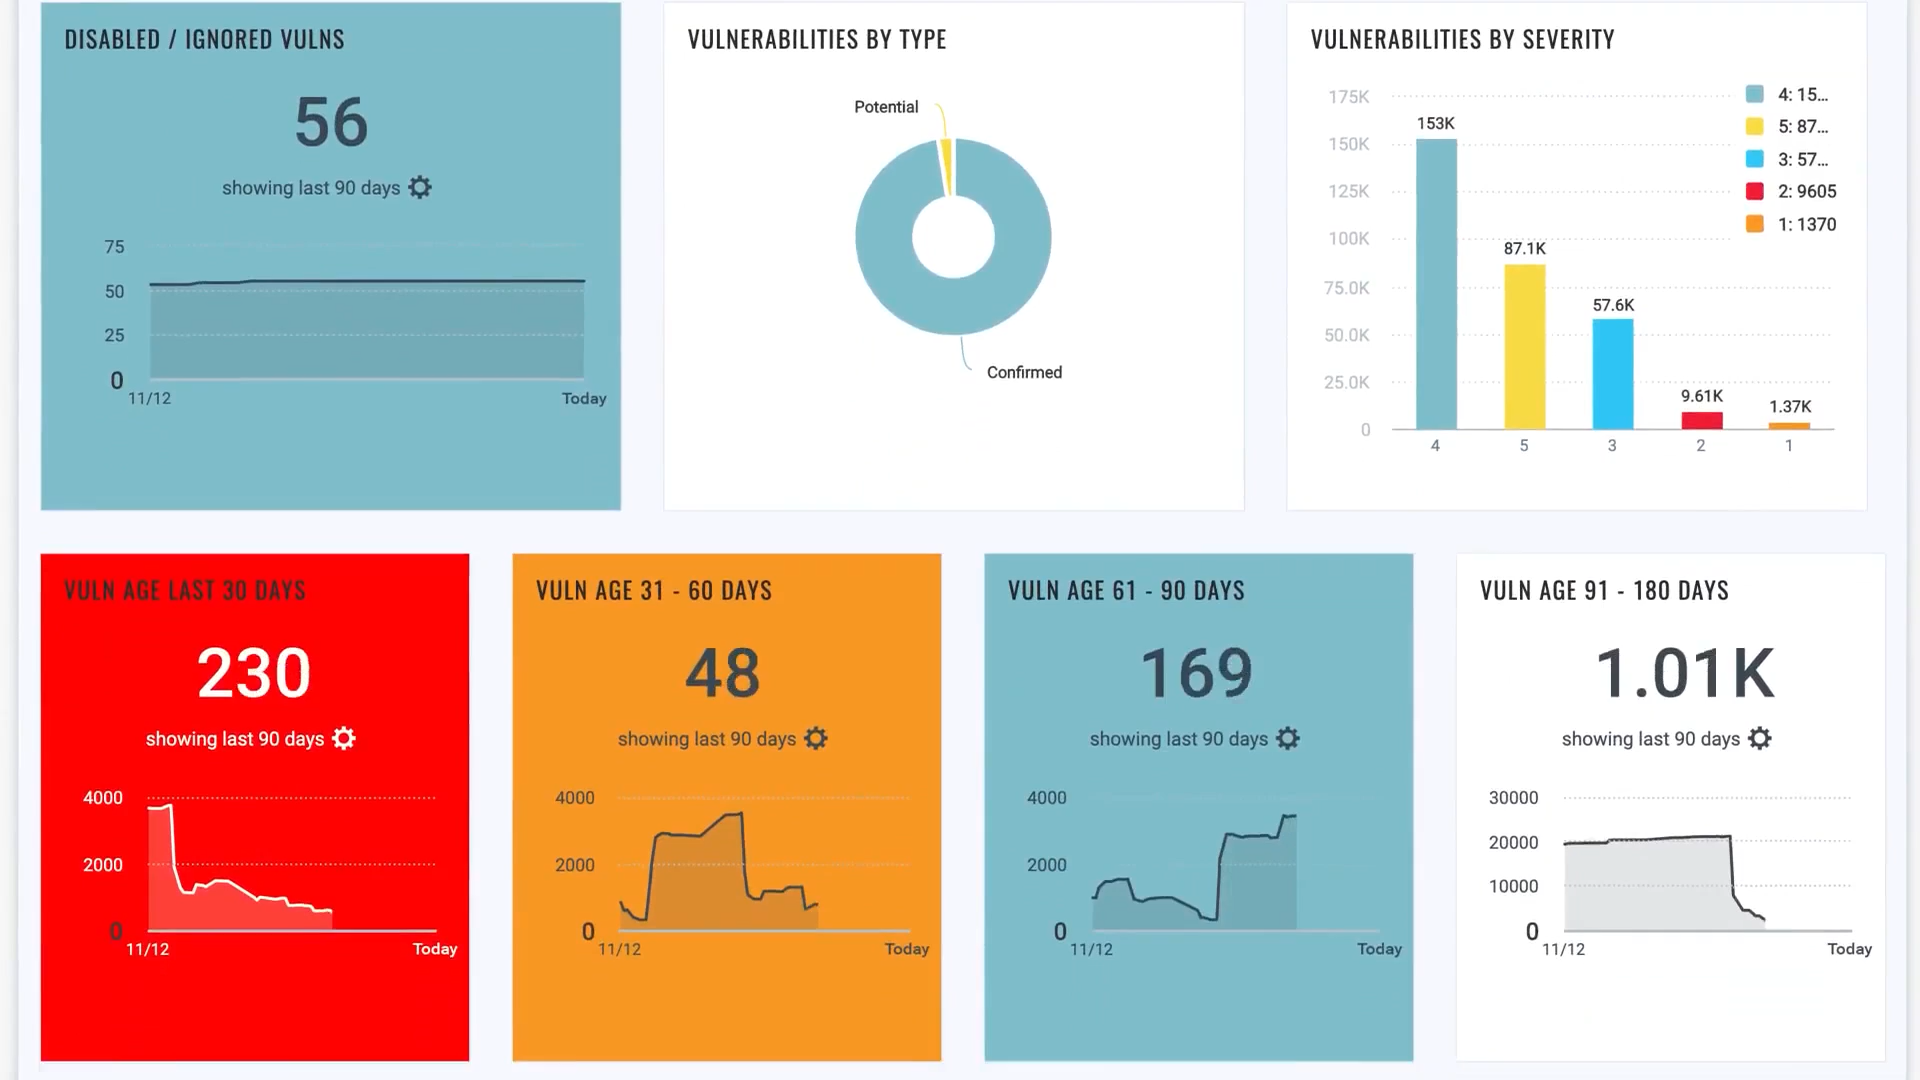 DISABLED / IGNORED VULNS
56
showing last 90 days
75
50
25
0
11/12
Today
VULNERABILITIES BY TYPE
Potential
Confirmed
VULNERABILITIES BY SEVERITY
175K
150K
125K
100K
75.0K
50.0K
25.0K
0
153K
87.1K
57.6K
9.61K
1.37K
4
5
3
2
1
4: 15...
5: 87...
3: 57...
2: 9605
1: 1370
VULN AGE LAST 30 DAYS
230
showing last 90 days
4000
2000
0
11/12
Today
VULN AGE 31 - 60 DAYS
48
showing last 90 days
4000
2000
0
11/12
Today
VULN AGE 61 - 90 DAYS
169
showing last 90 days
4000
2000
0
11/12
Today
VULN AGE 91 - 180 DAYS
1.01K
showing last 90 days
30000
20000
10000
0
11/12
Today